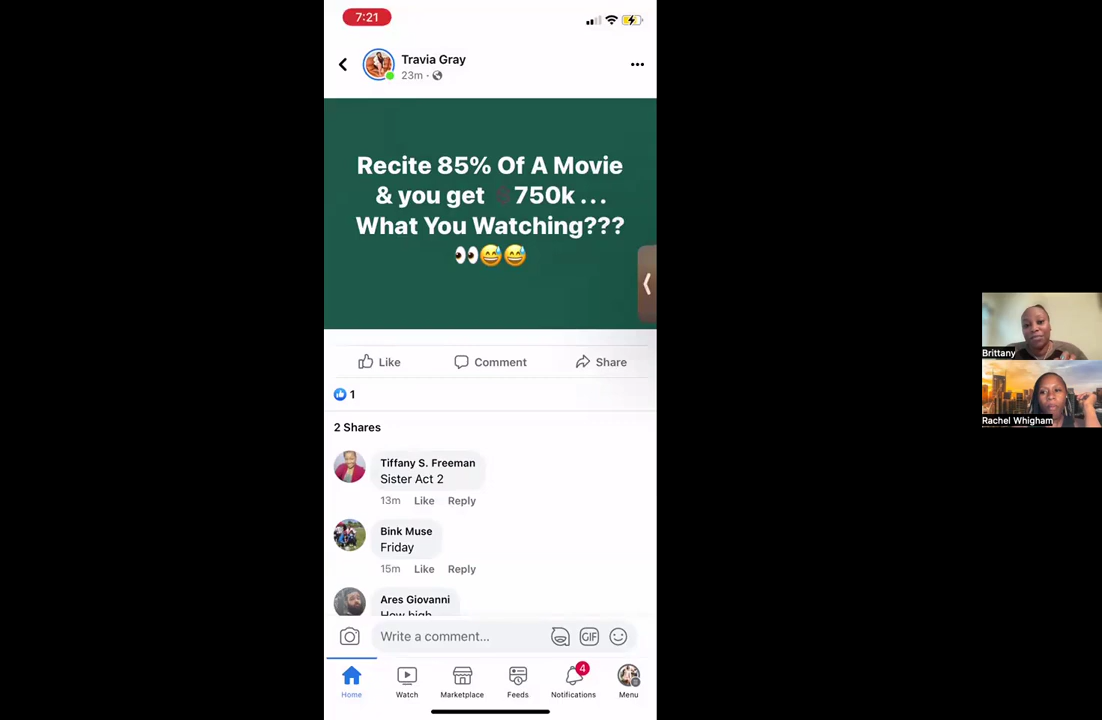 7:21
Travia Gray
23m
Recite 85% Of A Movie
& you get 750k ...
What You Watching???
Like Comment Share
1
2 Shares
Tiffany S. Freeman
Sister Act 2
13m Like Reply
Bink Muse
Friday
15m Like Reply
Ares Giovanni
How high
Write a comment... GIF
4
Home Watch Marketplace Feeds Notifications Menu
Brittany
Rachel Whigham